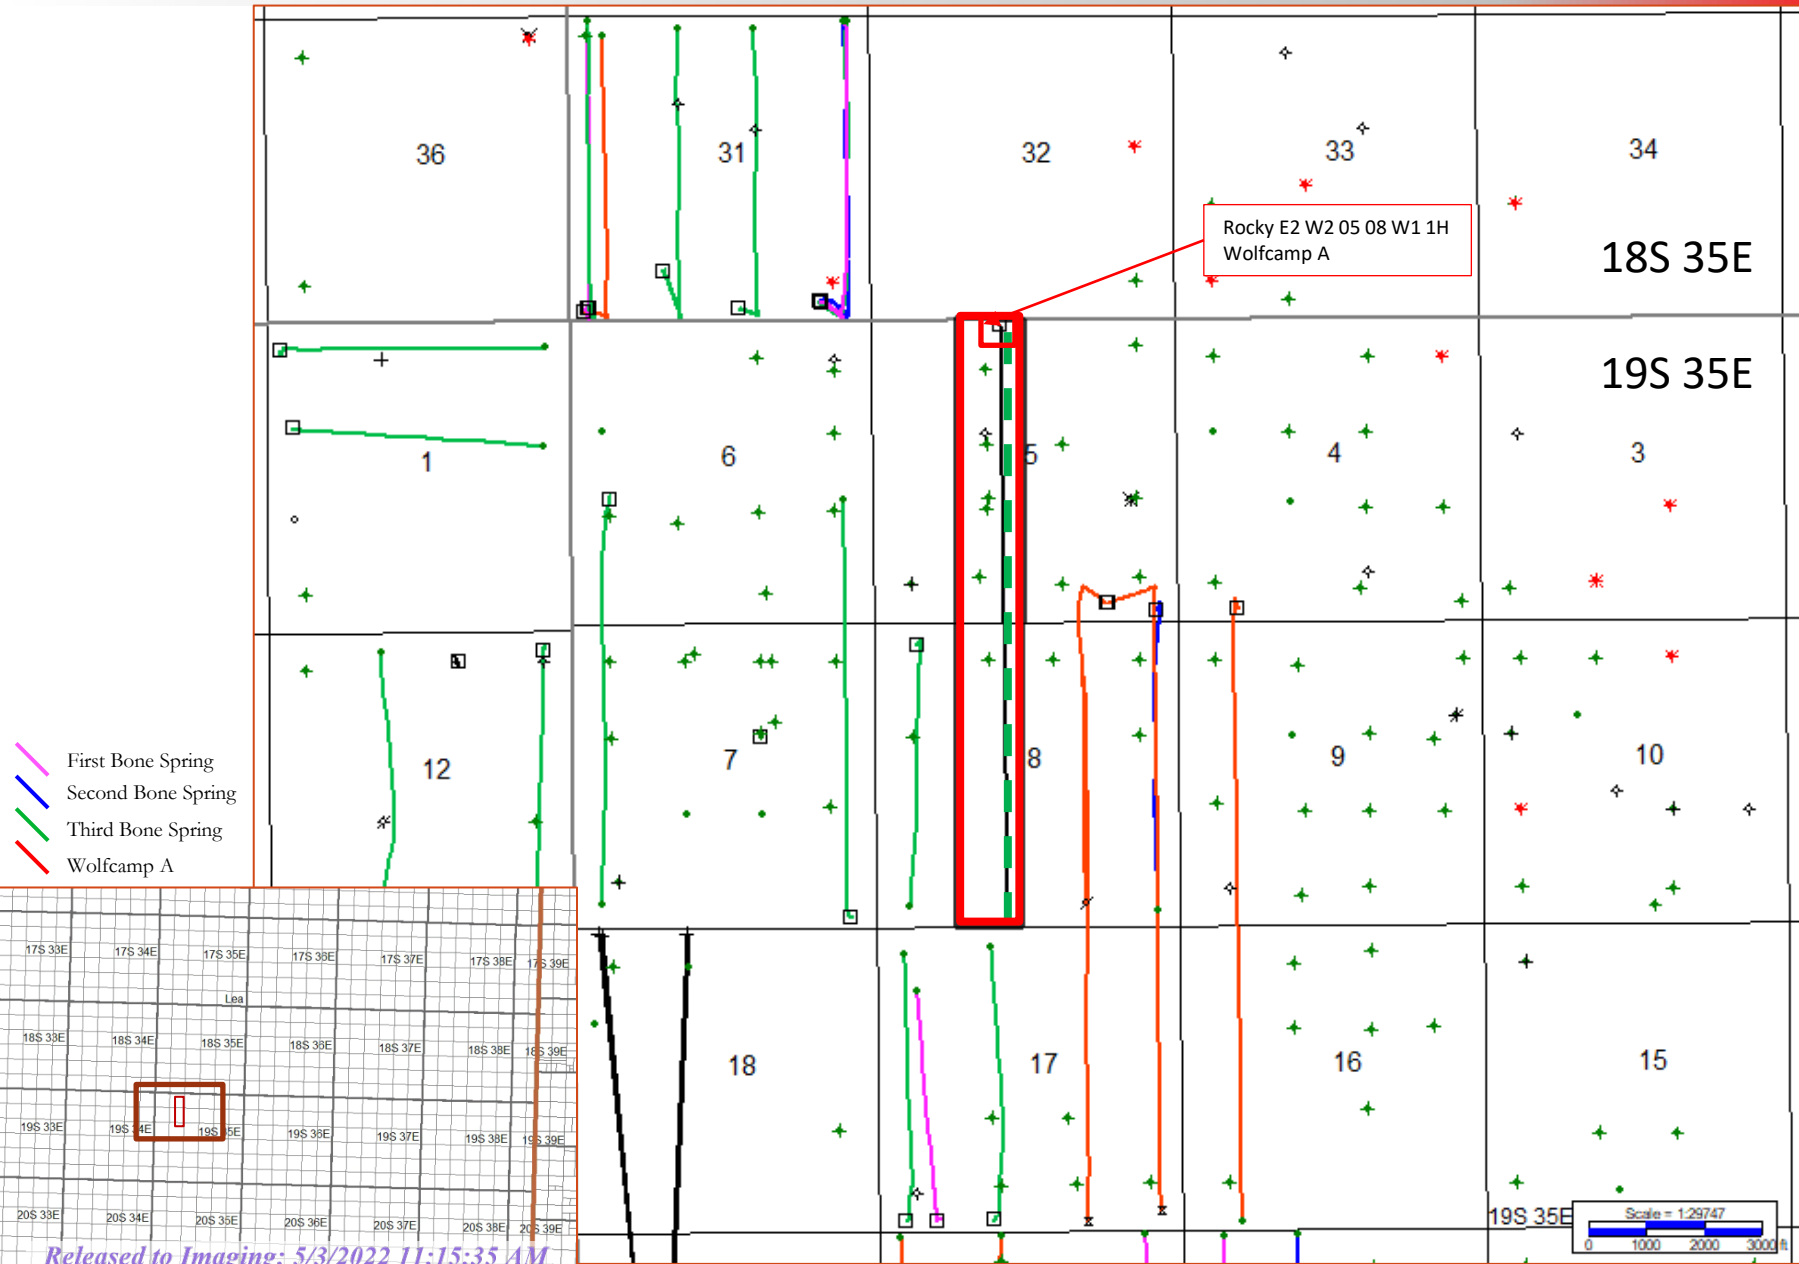 36
31
32
33
34
Rocky E2 W2 05 08 W1 1H
Wolfcamp A
18S 35E
19S 35E
1
6
5
4
3
12
7
8
9
10
First Bone Spring
Second Bone Spring
Third Bone Spring
Wolfcamp A
18
17
16
15
17S 33E
17S 34E
17S 35E
17S 36E
17S 37E
17S 38E
17S 39E
Lea
18S 33E
18S 34E
18S 35E
18S 36E
18S 37E
18S 38E
18S 39E
19S 33E
19S 34E
19S 35E
19S 36E
19S 37E
19S 38E
19S 39E
20S 33E
20S 34E
20S 35E
20S 36E
20S 37E
20S 38E
20S 39E
19S 35E
Scale = 1:29747
0 1000 2000 3000 ft
Released to Imaging: 5/3/2022 11:15:35 AM